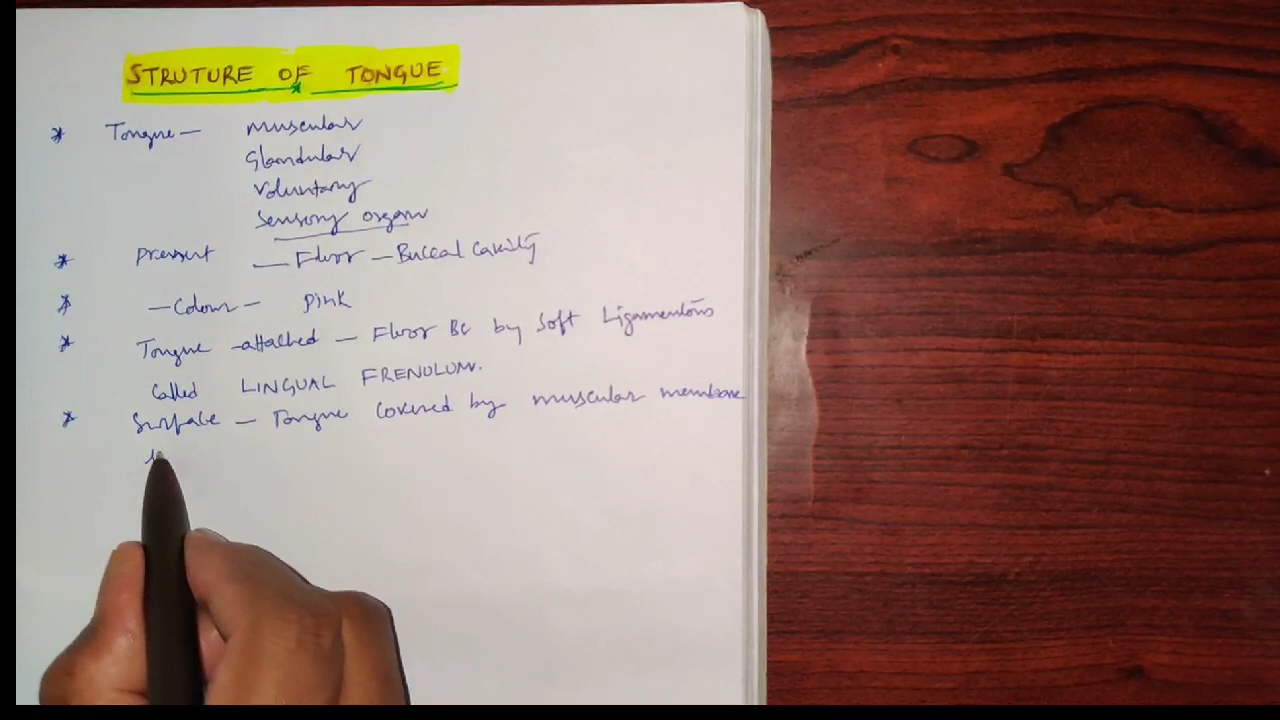 STRUTURE OF TONGUE
* Tongue — muscular
Glandular
Voluntary
Sensory organ
* Present — Floor — Buccal cavity
* — Colour — Pink
* Tongue — attached — Floor BC by Soft Ligamentous
Called LINGUAL FRENULUM.
* Surface — Tongue covered by muscular membrane